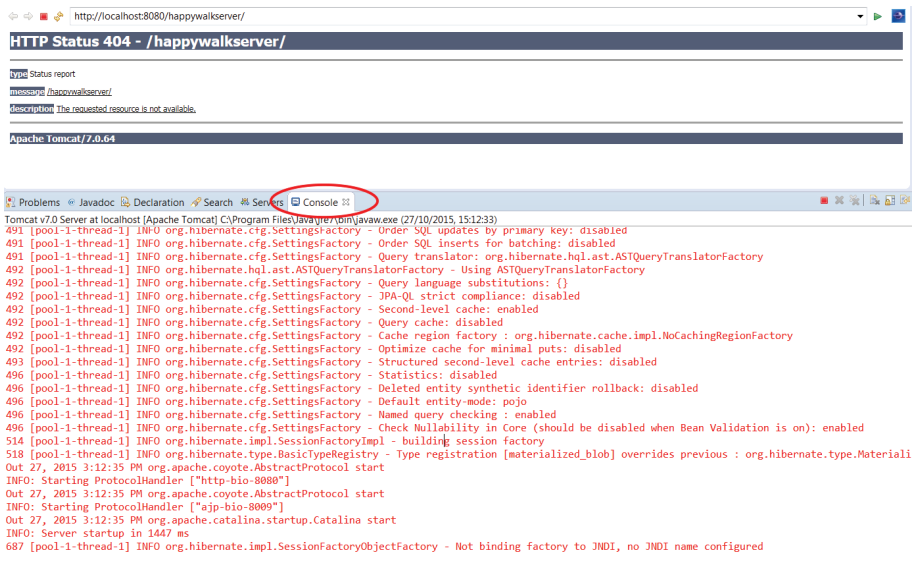 http://localhost:8080/happywalkserver/
HTTP Status 404 - /happywalkserver/
type Status report
message /happywalkserver/
description The requested resource is not available.
Apache Tomcat/7.0.64
Problems @ Javadoc Declaration Search Servers Console
Tomcat v7.0 Server at localhost [Apache Tomcat] C:\Program Files\Java\jre7\bin\javaw.exe (27/10/2015, 15:12:33)
491 [pool-1-thread-1] INFO org.hibernate.cfg.SettingsFactory - Order SQL updates by primary key: disabled
491 [pool-1-thread-1] INFO org.hibernate.cfg.SettingsFactory - Order SQL inserts for batching: disabled
491 [pool-1-thread-1] INFO org.hibernate.cfg.SettingsFactory - Query translator: org.hibernate.hql.ast.ASTQueryTranslatorFactory
492 [pool-1-thread-1] INFO org.hibernate.hql.ast.ASTQueryTranslatorFactory - Using ASTQueryTranslatorFactory
492 [pool-1-thread-1] INFO org.hibernate.cfg.SettingsFactory - Query language substitutions: {}
492 [pool-1-thread-1] INFO org.hibernate.cfg.SettingsFactory - JPA-QL strict compliance: disabled
492 [pool-1-thread-1] INFO org.hibernate.cfg.SettingsFactory - Second-level cache: enabled
492 [pool-1-thread-1] INFO org.hibernate.cfg.SettingsFactory - Query cache: disabled
492 [pool-1-thread-1] INFO org.hibernate.cfg.SettingsFactory - Cache region factory : org.hibernate.cache.impl.NoCachingRegionFactory
492 [pool-1-thread-1] INFO org.hibernate.cfg.SettingsFactory - Optimize cache for minimal puts: disabled
493 [pool-1-thread-1] INFO org.hibernate.cfg.SettingsFactory - Structured second-level cache entries: disabled
496 [pool-1-thread-1] INFO org.hibernate.cfg.SettingsFactory - Statistics: disabled
496 [pool-1-thread-1] INFO org.hibernate.cfg.SettingsFactory - Deleted entity synthetic identifier rollback: disabled
496 [pool-1-thread-1] INFO org.hibernate.cfg.SettingsFactory - Default entity-mode: pojo
496 [pool-1-thread-1] INFO org.hibernate.cfg.SettingsFactory - Named query checking : enabled
496 [pool-1-thread-1] INFO org.hibernate.cfg.SettingsFactory - Check Nullability in Core (should be disabled when Bean Validation is on): enabled
514 [pool-1-thread-1] INFO org.hibernate.impl.SessionFactoryImpl - building session factory
518 [pool-1-thread-1] INFO org.hibernate.type.BasicTypeRegistry - Type registration [materialized_blob] overrides previous : org.hibernate.type.Materiali
Out 27, 2015 3:12:35 PM org.apache.coyote.AbstractProtocol start
INFO: Starting ProtocolHandler ["http-bio-8080"]
Out 27, 2015 3:12:35 PM org.apache.coyote.AbstractProtocol start
INFO: Starting ProtocolHandler ["ajp-bio-8009"]
Out 27, 2015 3:12:35 PM org.apache.catalina.startup.Catalina start
INFO: Server startup in 1447 ms
687 [pool-1-thread-1] INFO org.hibernate.impl.SessionFactoryObjectFactory - Not binding factory to JNDI, no JNDI name configured